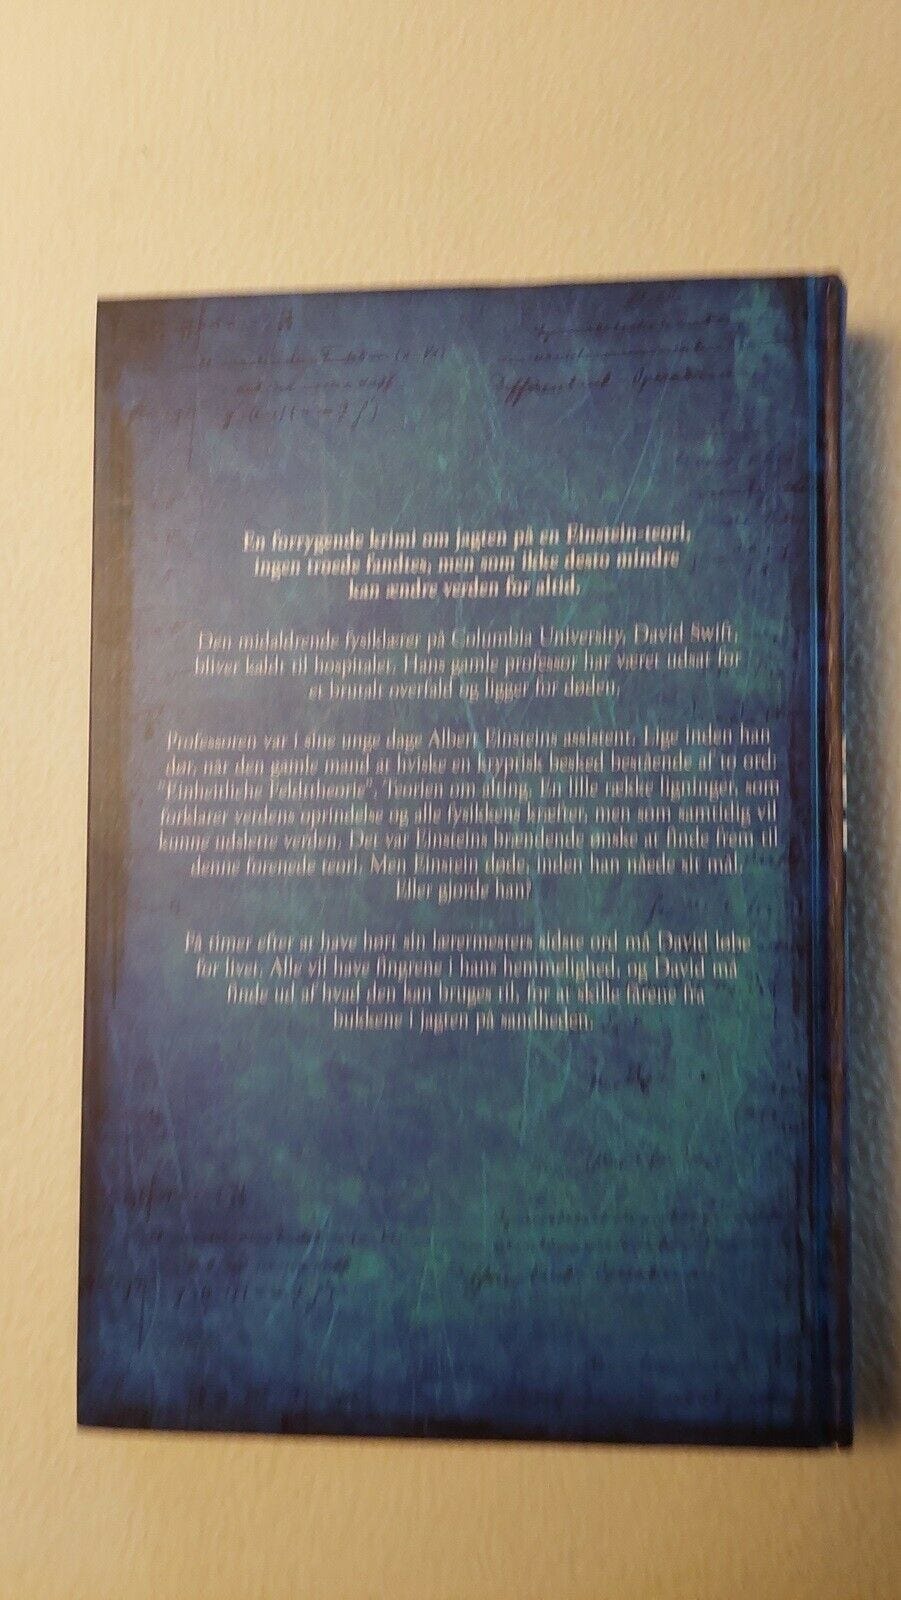 En forrygende krimi om jagten på en Einstein-teori,
ingen troede fandtes, men som ikke desto mindre
kan ændre verden for altid.
Den midaldrende fysiklærer på Columbia University, David Swift,
bliver kaldt til hospitalet. Hans gamle professor har været udsat for
et brutalt overfald og ligger for døden.
Professoren var i sine unge dage Albert Einsteins assistent. Lige inden han
dør, når den gamle mand at hviske en kryptisk besked bestående af to ord:
"Einheitliche Feldtheorie". Teorien om alting. En lille række ligninger, som
forklarer verdens oprindelse og alle fysikkens kræfter, men som samtidig vil
kunne udslette verden. Det var Einsteins brændende ønske at finde frem til
denne forenede teori. Men Einstein døde, inden han nåede sit mål.
Eller gjorde han?
Få timer efter at have hørt sin læremesters sidste ord må David løbe
for livet. Alle vil have fingrene i hans hemmelighed, og David må
finde ud af hvad den kan bruges til, for at skille fårene fra
bukkene i jagten på sandheden.